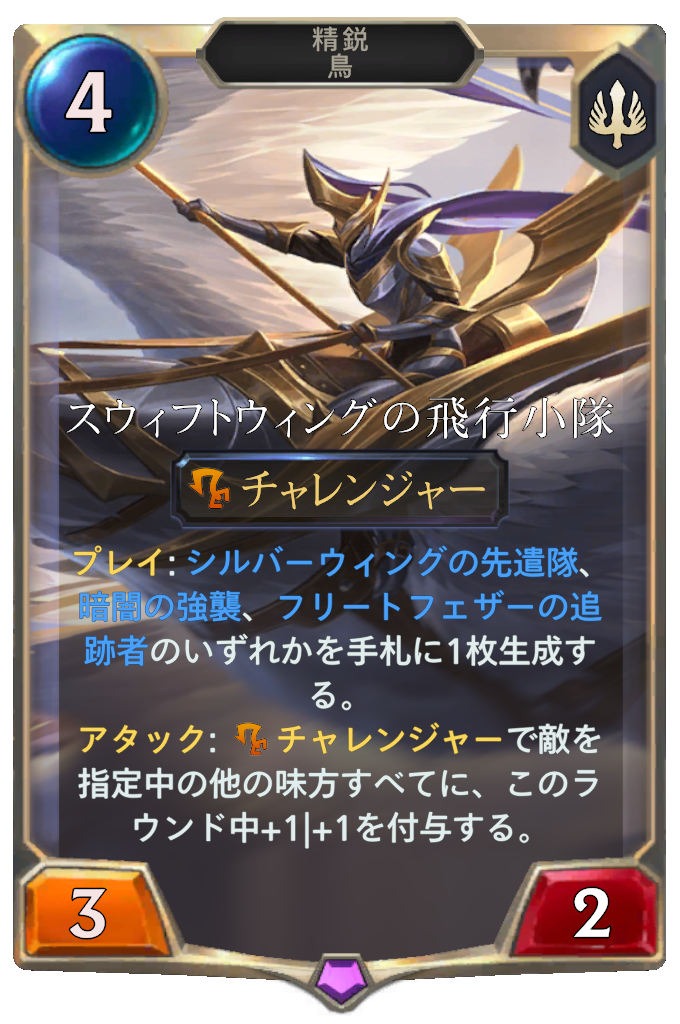 精鋭
鳥
4
スウィフトウィングの飛行小隊
チャレンジャー
プレイ: シルバーウィングの先遣隊、
暗闇の強襲、フリートフェザーの追
跡者のいずれかを手札に1枚生成す
る。
アタック: チャレンジャーで敵を
指定中の他の味方すべてに、このラ
ウンド中+1|+1を付与する。
3
2